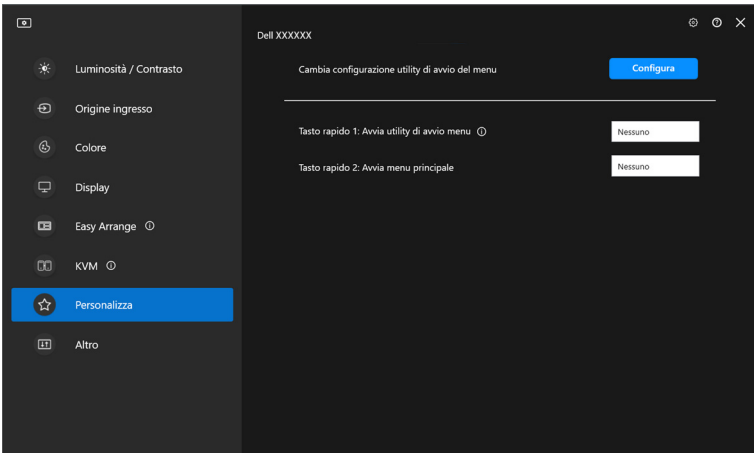 Dell XXXXXX
Luminosità / Contrasto
Origine ingresso
Colore
Display
Easy Arrange
KVM
Personalizza
Altro
Cambia configurazione utility di avvio del menu
Configura
Tasto rapido 1: Avvia utility di avvio menu
Nessuno
Tasto rapido 2: Avvia menu principale
Nessuno